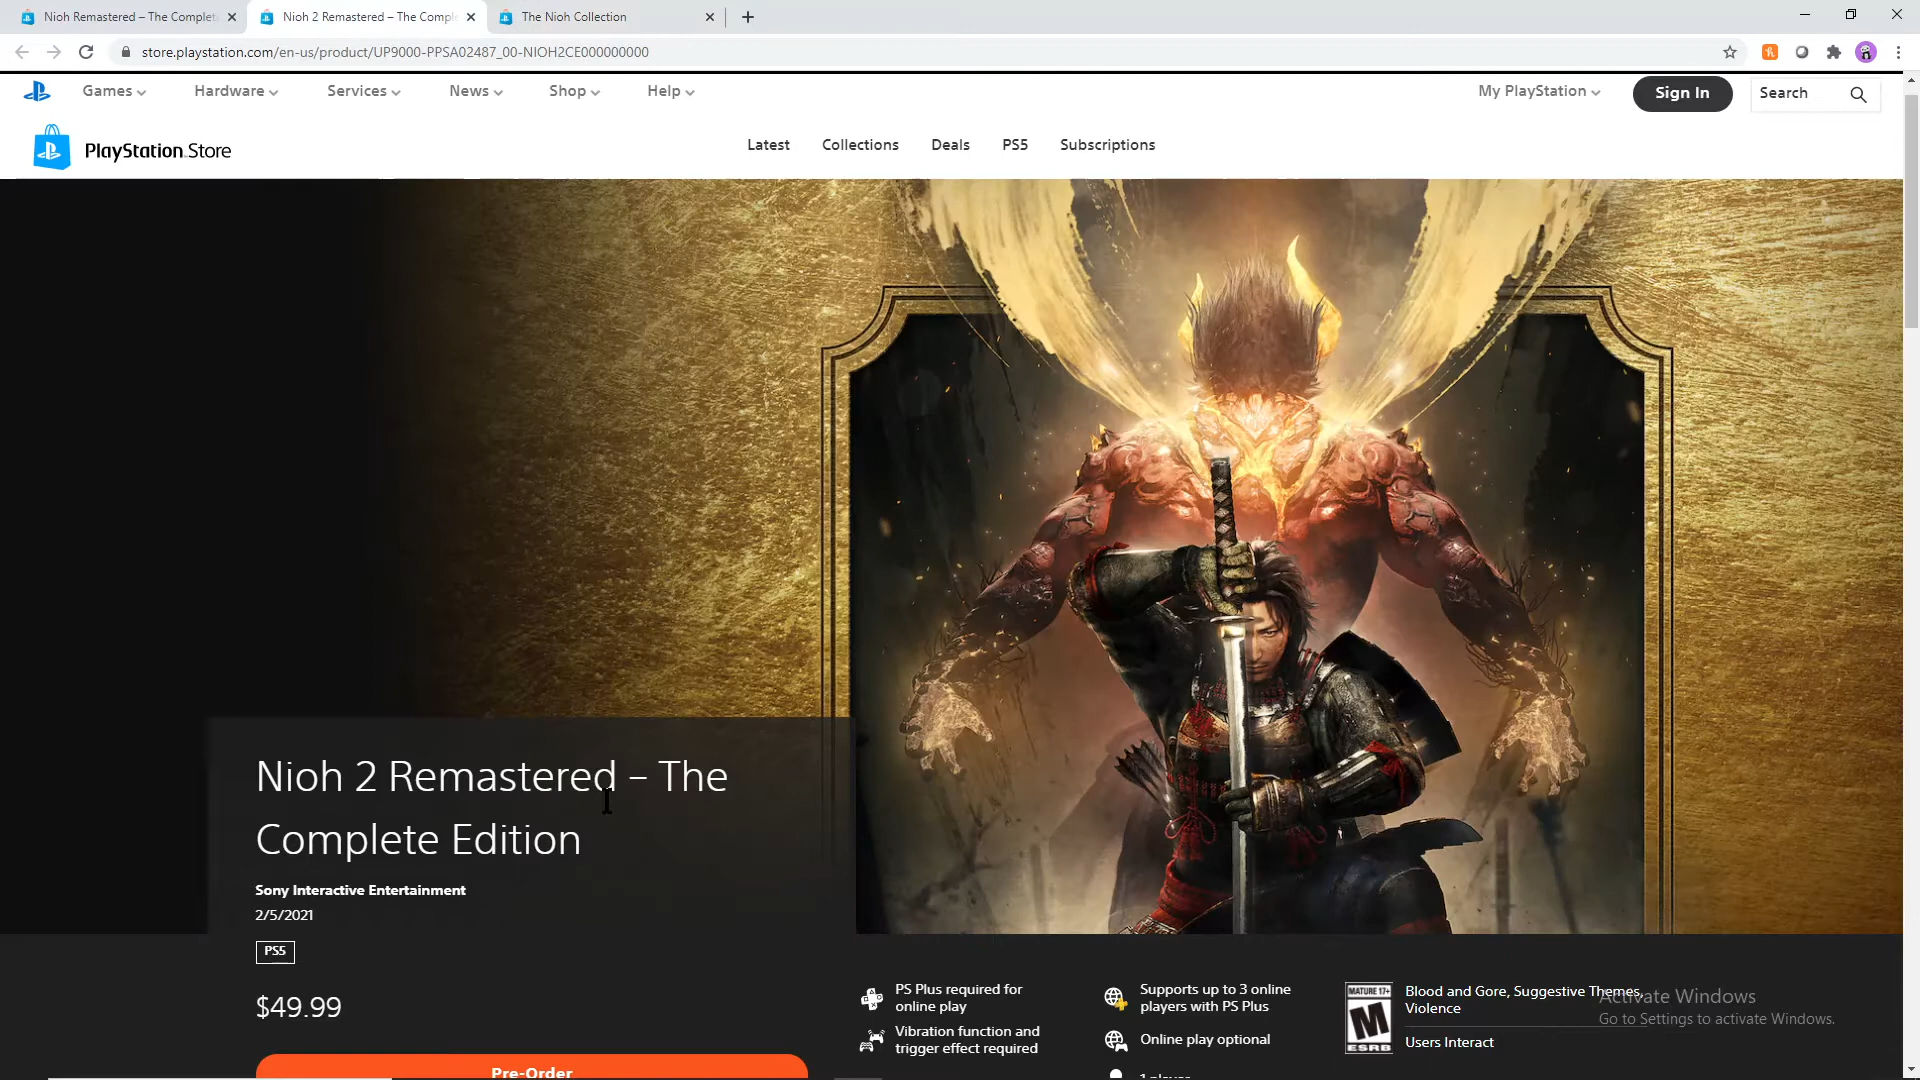 Nioh Remastered – The Complet
Nioh 2 Remastered – The Compl
The Nioh Collection
store.playstation.com/en-us/product/UP9000-PPSA02487_00-NIOH2CE000000000
Games
Hardware
Services
News
Shop
Help
My PlayStation
Sign In
Search
PlayStation Store
Latest
Collections
Deals
PS5
Subscriptions
Nioh 2 Remastered – The
Complete Edition
Sony Interactive Entertainment
2/5/2021
PS5
$49.99
Pre-Order
PS Plus required for
online play
Vibration function and
trigger effect required
Supports up to 3 online
players with PS Plus
Online play optional
1 player
MATURE 17+
M
ESRB
Blood and Gore, Suggestive Themes,
Violence
Users Interact
Activate Windows
Go to Settings to activate Windows.